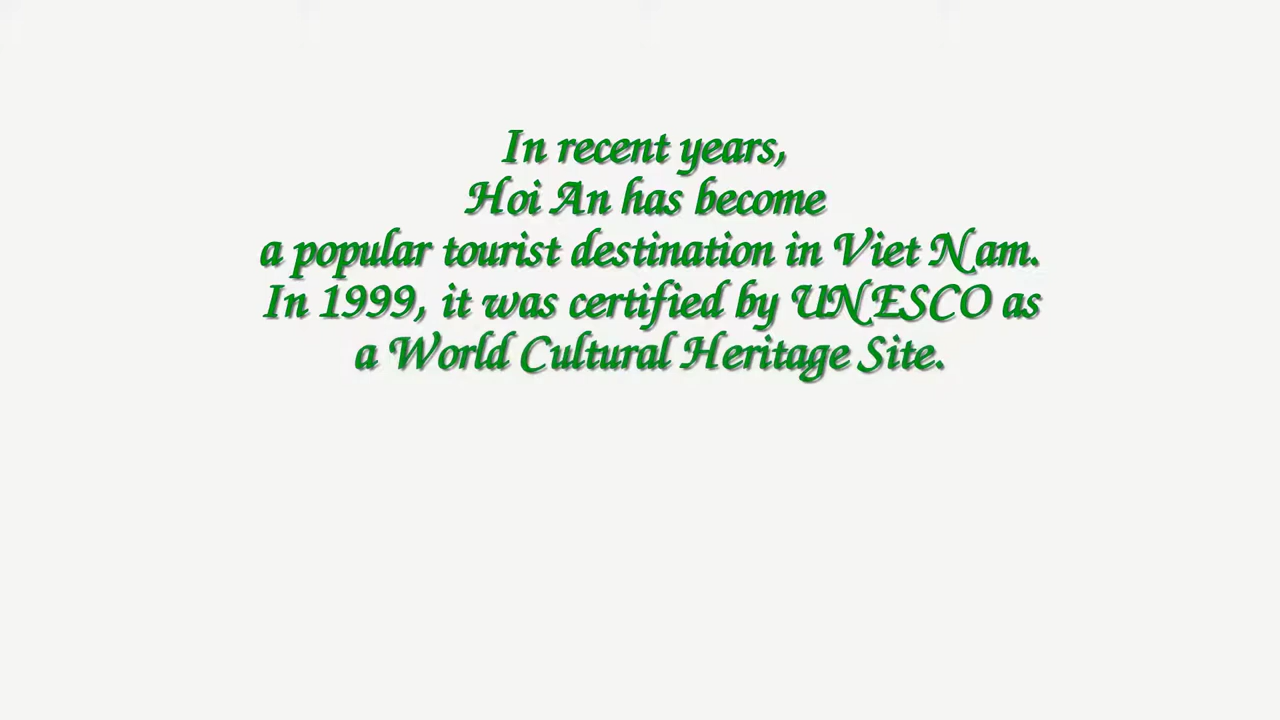 In recent years,
Hoi An has become
a popular tourist destination in Viet Nam.
In 1999, it was certified by UNESCO as
a World Cultural Heritage Site.